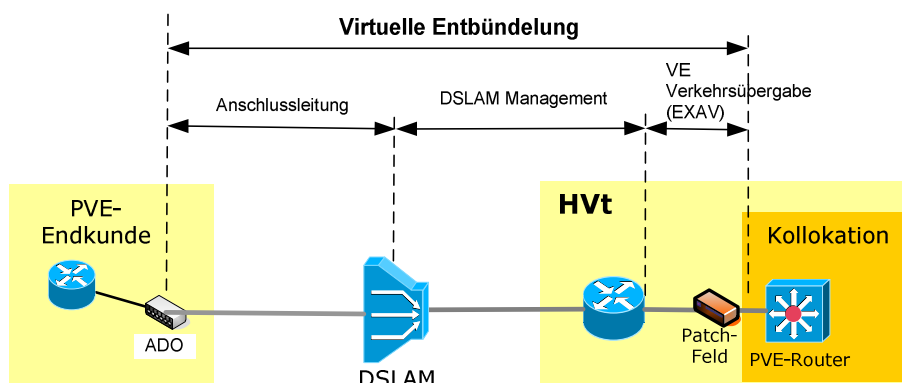 Virtuelle Entbündelung
VE
Verkehrsübergabe
(EXAV)
Anschlussleitung
DSLAM Management
PVE-
Endkunde
HVt
Kollokation
ADO
DSLAM
Patch-
Feld
PVE-Router